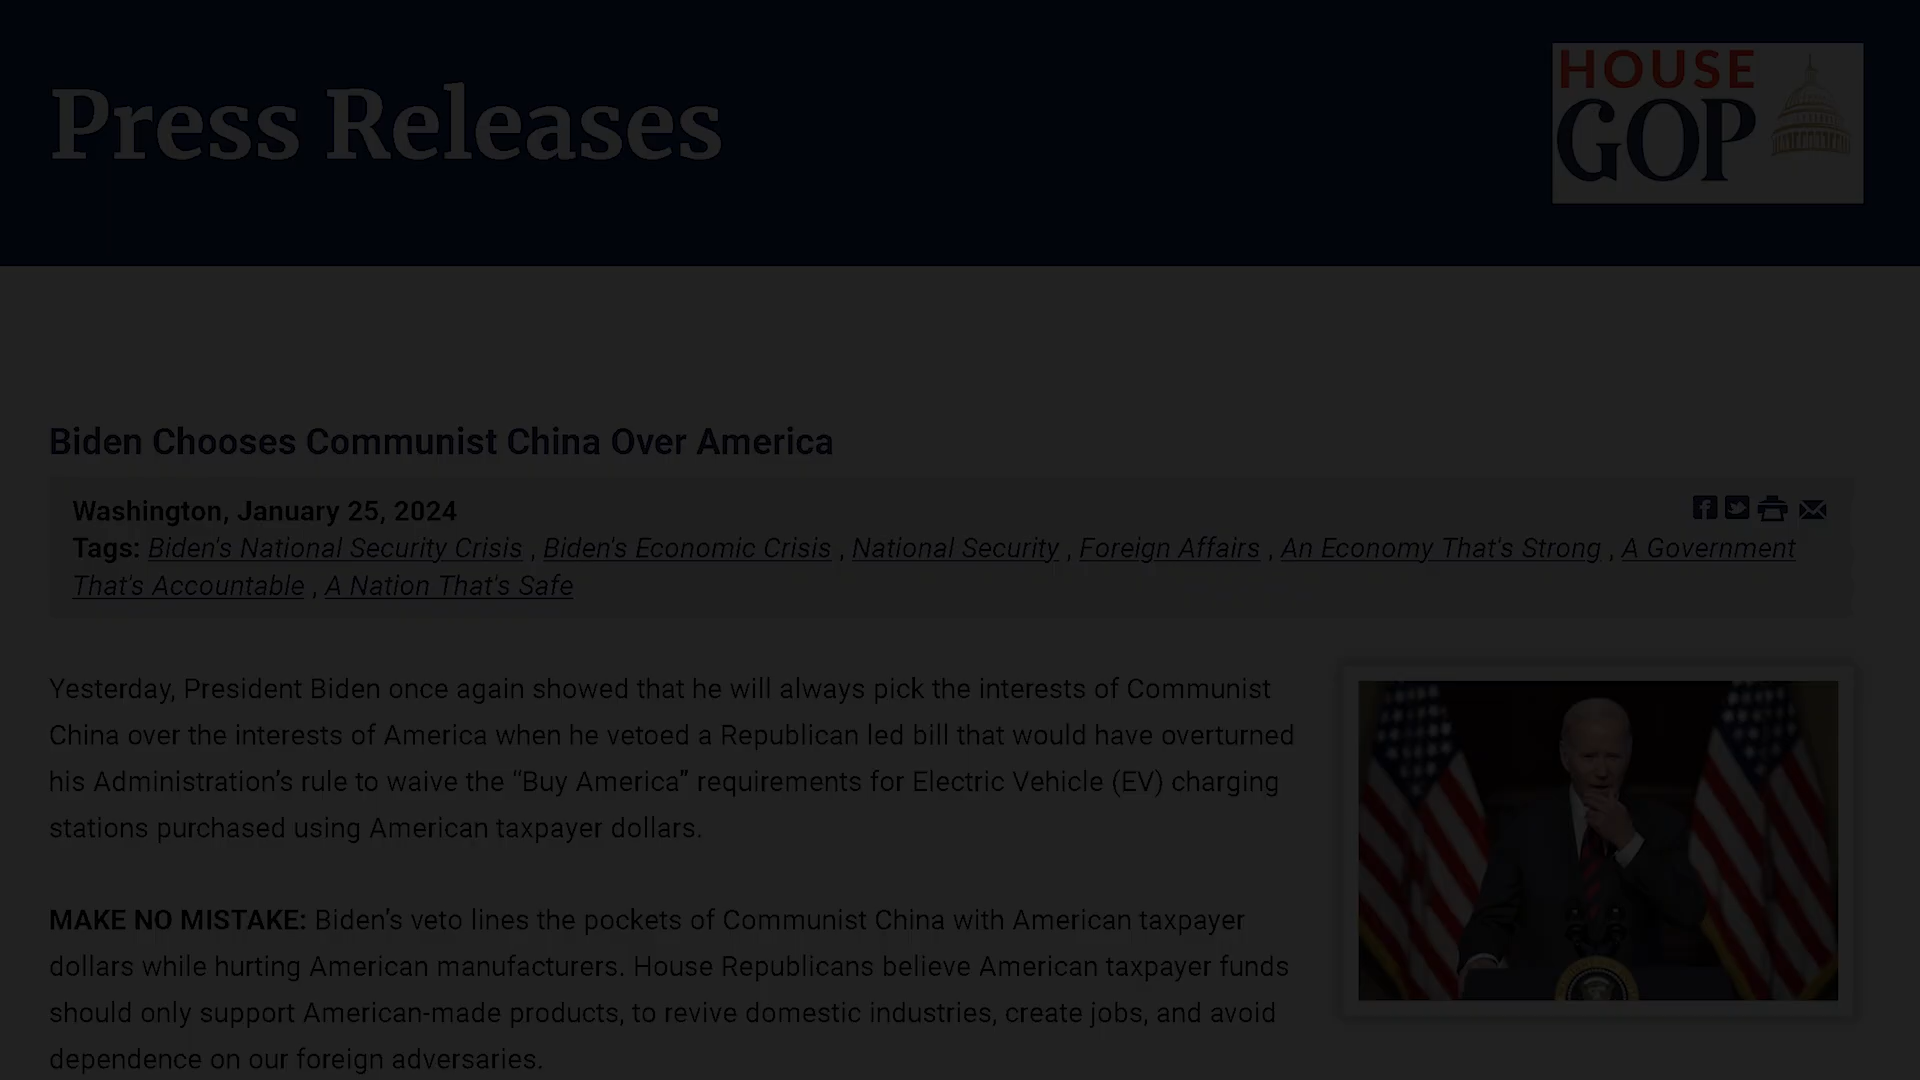 Press Releases
HOUSE
GOP
Biden Chooses Communist China Over America
Washington, January 25, 2024
Tags: Biden's National Security Crisis , Biden's Economic Crisis , National Security , Foreign Affairs , An Economy That's Strong , A Government
That's Accountable , A Nation That's Safe
Yesterday, President Biden once again showed that he will always pick the interests of Communist
China over the interests of America when he vetoed a Republican led bill that would have overturned
his Administration’s rule to waive the “Buy America” requirements for Electric Vehicle (EV) charging
stations purchased using American taxpayer dollars.
MAKE NO MISTAKE: Biden’s veto lines the pockets of Communist China with American taxpayer
dollars while hurting American manufacturers. House Republicans believe American taxpayer funds
should only support American-made products, to revive domestic industries, create jobs, and avoid
dependence on our foreign adversaries.